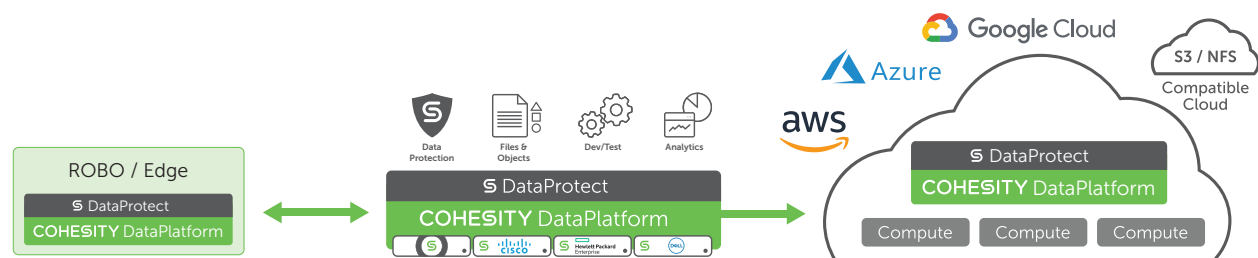 ROBO / Edge
S DataProtect
COHESITY DataPlatform
S
Data
Protection
Files &
Objects
Dev/Test
Analytics
S DataProtect
COHESITY DataPlatform
S
S
CISCO
S
Hewlett Packard
Enterprise
S
DELL
Google Cloud
Azure
aws
S3 / NFS
Compatible
Cloud
S DataProtect
COHESITY DataPlatform
Compute
Compute
Compute